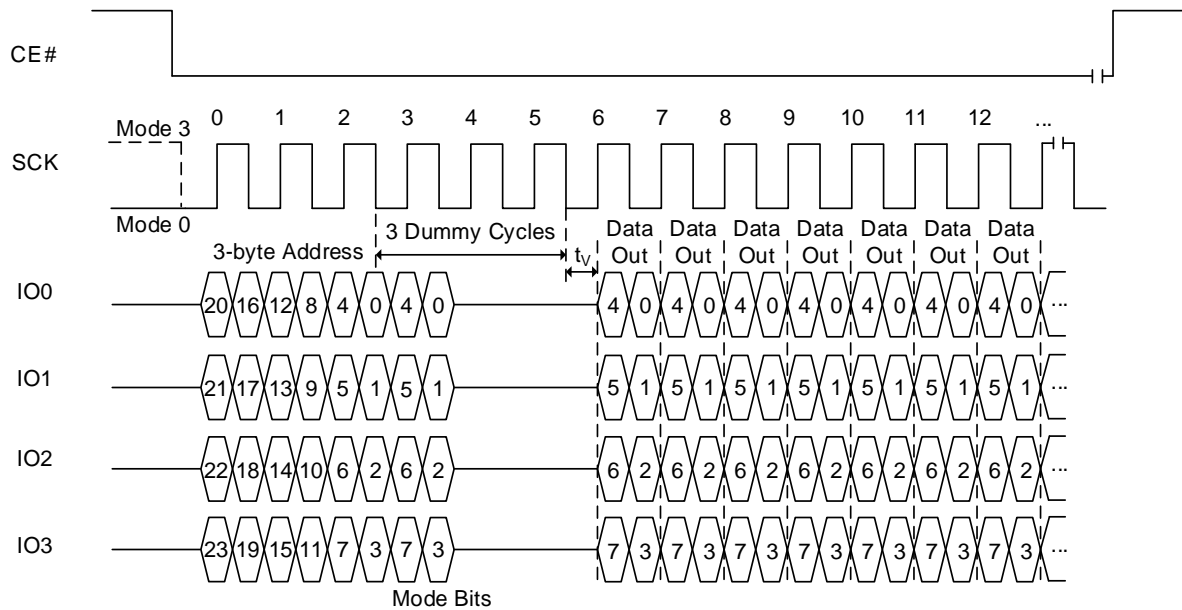 CE#
0 1 2 3 4 5 6 7 8 9 10 11 12 ...
Mode 3
SCK
Mode 0
3 Dummy Cycles
Data Out Data Out Data Out Data Out Data Out Data Out Data Out
3-byte Address
tV
IO0 20 16 12 8 4 0 4 0 4 0 4 0 4 0 4 0 4 0 4 0 4 0 ...
IO1 21 17 13 9 5 1 5 1 5 1 5 1 5 1 5 1 5 1 5 1 5 1 ...
IO2 22 18 14 10 6 2 6 2 6 2 6 2 6 2 6 2 6 2 6 2 6 2 ...
IO3 23 19 15 11 7 3 7 3 7 3 7 3 7 3 7 3 7 3 7 3 7 3 ...
Mode Bits